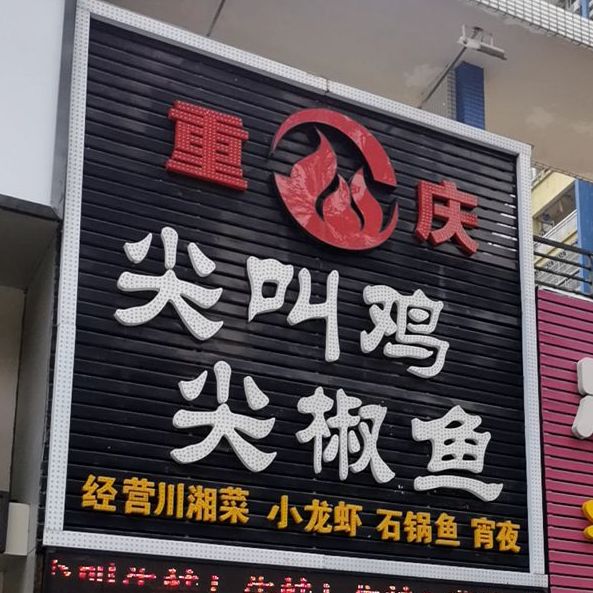 重庆
尖叫鸡
尖椒鱼
经营川湘菜 小龙虾 石锅鱼 宵夜